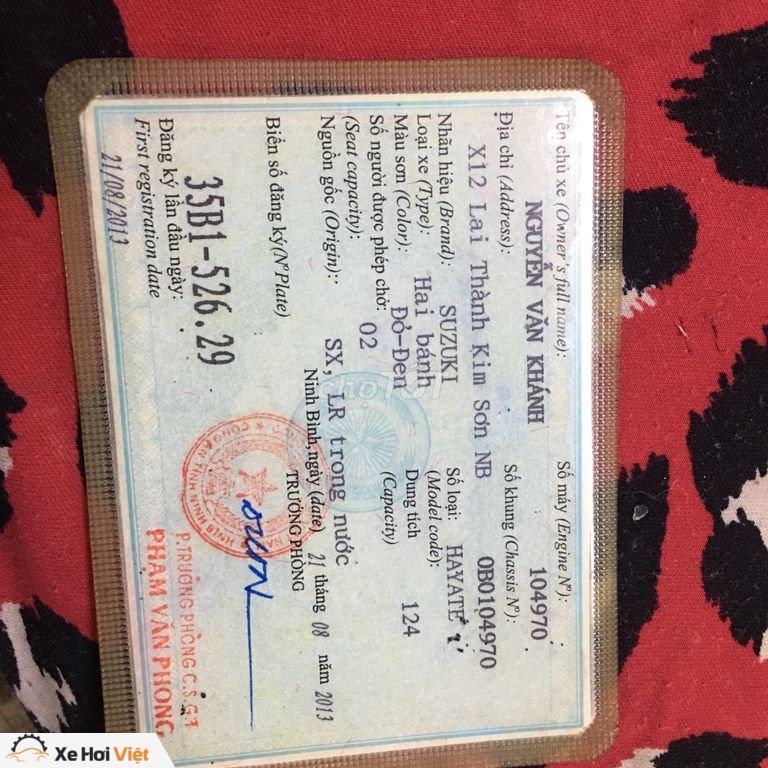 Tên chủ xe (Owner's full name): Số máy (Engine Nº):
NGUYỄN VĂN KHÁNH 104970
Địa chỉ (Address): Số khung (Chassis Nº):
X12 Lai Thành Kim Sơn NB 0B0104970
Nhãn hiệu (Brand): SUZUKI Số loại: HAYATE
Loại xe (Type): Hai bánh (Model code):
Màu sơn (Color): Đỏ-Đen Dung tích 124
Số người được phép chở: 02 (Capacity)
(Seat capacity):
Nguồn gốc (Origin): SX, LR trong nước
Ninh Bình, ngày (date) 21 tháng 08 năm 2013
TRƯỞNG PHÒNG
Biển số đăng ký (Nº Plate)
35B1-526.29
Đăng ký lần đầu ngày:
First registration date
21/08/2013
P.TRƯỞNG PHÒNG C.S.G.T
PHẠM VĂN PHONG
choTỐT
Xe Hơi Việt